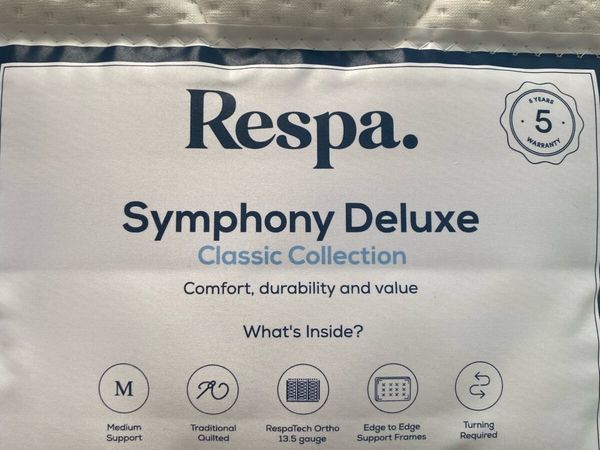 Respa.
5 YEARS
5
WARRANTY
Symphony Deluxe
Classic Collection
Comfort, durability and value
What's Inside?
M
Medium
Support
Traditional
Quilted
RespaTech Ortho
13.5 gauge
Edge to Edge
Support Frames
Turning
Required